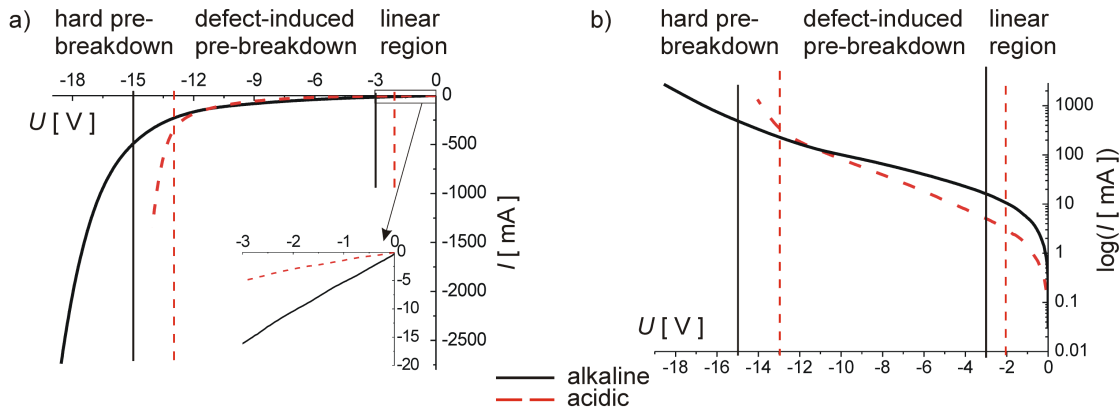 a)
hard pre-
breakdown
defect-induced
pre-breakdown
linear
region
-18 -15 -12 -9 -6 -3 0
U [ V]
0
-500
-1000
-1500
-2000
-2500
I [ mA]
-3 -2 -1 0
0
-5
-10
-15
-20
b)
hard pre-
breakdown
defect-induced
pre-breakdown
linear
region
1000
100
10
1
0.1
0.01
log(I [ mA])
U [ V]
-18 -16 -14 -12 -10 -8 -6 -4 -2 0
alkaline
acidic